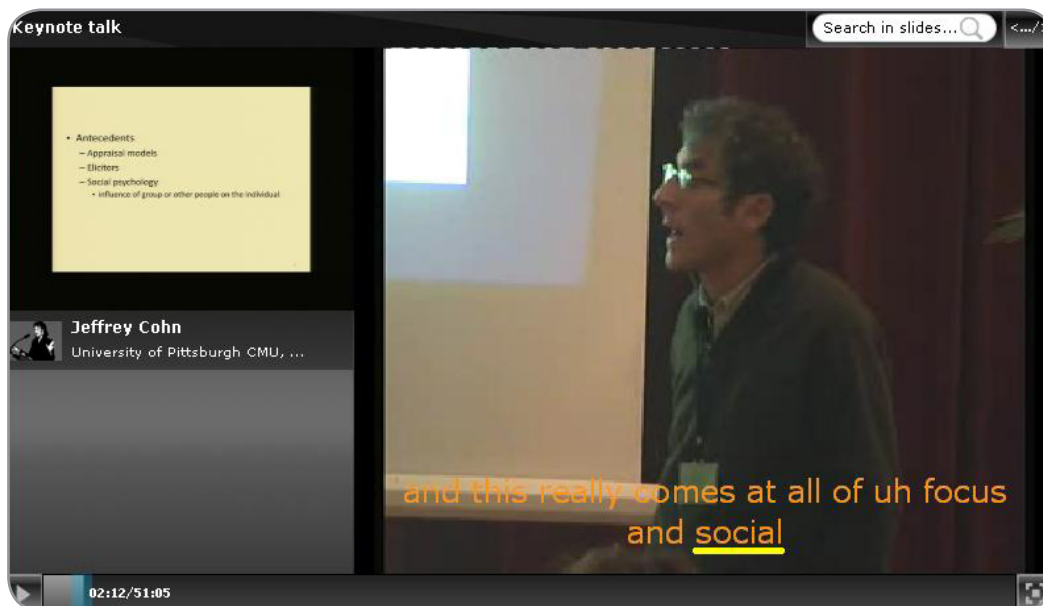 Keynote talk
Search in slides...
<.../>
• Antecedents
– Appraisal models
– Elicitors
– Social psychology
• influence of group or other people on the individual
Jeffrey Cohn
University of Pittsburgh CMU, ...
and this really comes at all of uh focus
and social
02:12/51:05